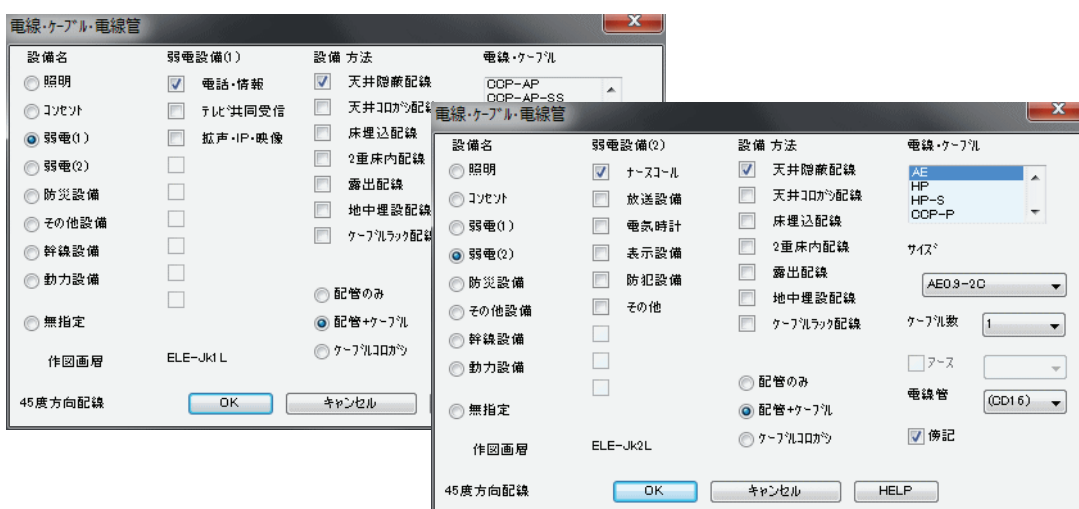 電線・ケーブル・電線管
設備名
照明
コンセント
弱電(1)
弱電(2)
防災設備
その他設備
幹線設備
動力設備
無指定
作図画層
45度方向配線
弱電設備(1)
電話・情報
テレビ共同受信
拡声・IP・映像
ELE-Jk1L
OK
設備 方法
天井隠蔽配線
天井コロガシ配線
床埋込配線
2重床内配線
露出配線
地中埋設配線
ケーブルラック配
配管のみ
配管+ケーブル
ケーブルコロガシ
キャンセル
電線・ケーブル
CCP-AP
CCP-AP-SS
電線・ケーブル・電線管
設備名
照明
コンセント
弱電(1)
弱電(2)
防災設備
その他設備
幹線設備
動力設備
無指定
作図画層
45度方向配線
弱電設備(2)
ナースコール
放送設備
電気時計
表示設備
防犯設備
その他
ELE-Jk2L
OK
設備 方法
天井隠蔽配線
天井コロガシ配線
床埋込配線
2重床内配線
露出配線
地中埋設配線
ケーブルラック配線
配管のみ
配管+ケーブル
ケーブルコロガシ
キャンセル
電線・ケーブル
AE
HP
HP-S
CCP-P
サイズ
AE0.9-2C
ケーブル数
1
アース
電線管
(CD16)
傍記
HELP